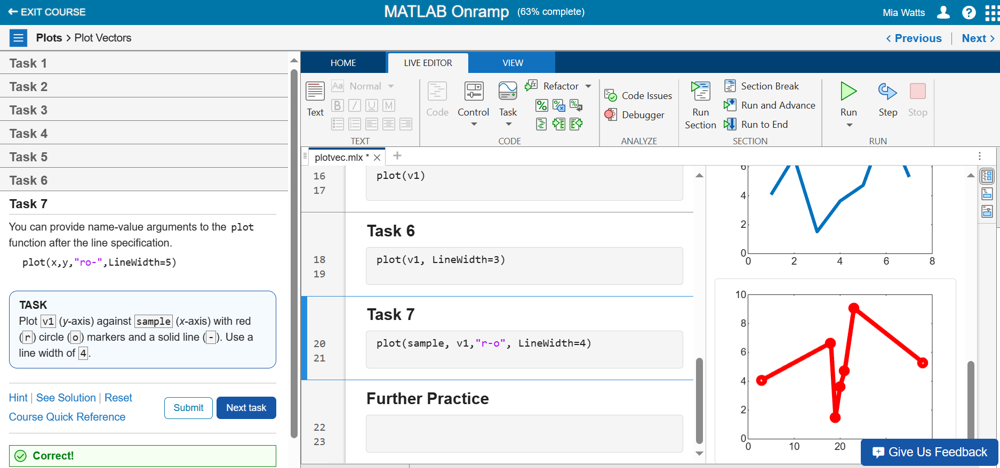 EXIT COURSE
MATLAB Onramp (63% complete)
Mia Watts
Plots > Plot Vectors
< Previous | Next >
Task 1
Task 2
Task 3
Task 4
Task 5
Task 6
Task 7
You can provide name-value arguments to the plot
function after the line specification.
plot(x,y,"ro-",LineWidth=5)
TASK
Plot v1 (y-axis) against sample (x-axis) with red
(r) circle (o) markers and a solid line (-). Use a
line width of 4.
Hint | See Solution | Reset
Course Quick Reference
Submit
Next task
Correct!
HOME
LIVE EDITOR
VIEW
Text
Aa Normal
B I U M
TEXT
Code
Control
Task
Refactor
CODE
Code Issues
Debugger
ANALYZE
Run
Section
Section Break
Run and Advance
Run to End
SECTION
Run
Step
Stop
RUN
plotvec.mlx *
16 plot(v1)
17
Task 6
18 plot(v1, LineWidth=3)
19
Task 7
20 plot(sample, v1,"r-o", LineWidth=4)
21
Further Practice
22
23
6
4
2
0
0 2 4 6 8
10
8
6
4
2
0
0 10 20
Give Us Feedback